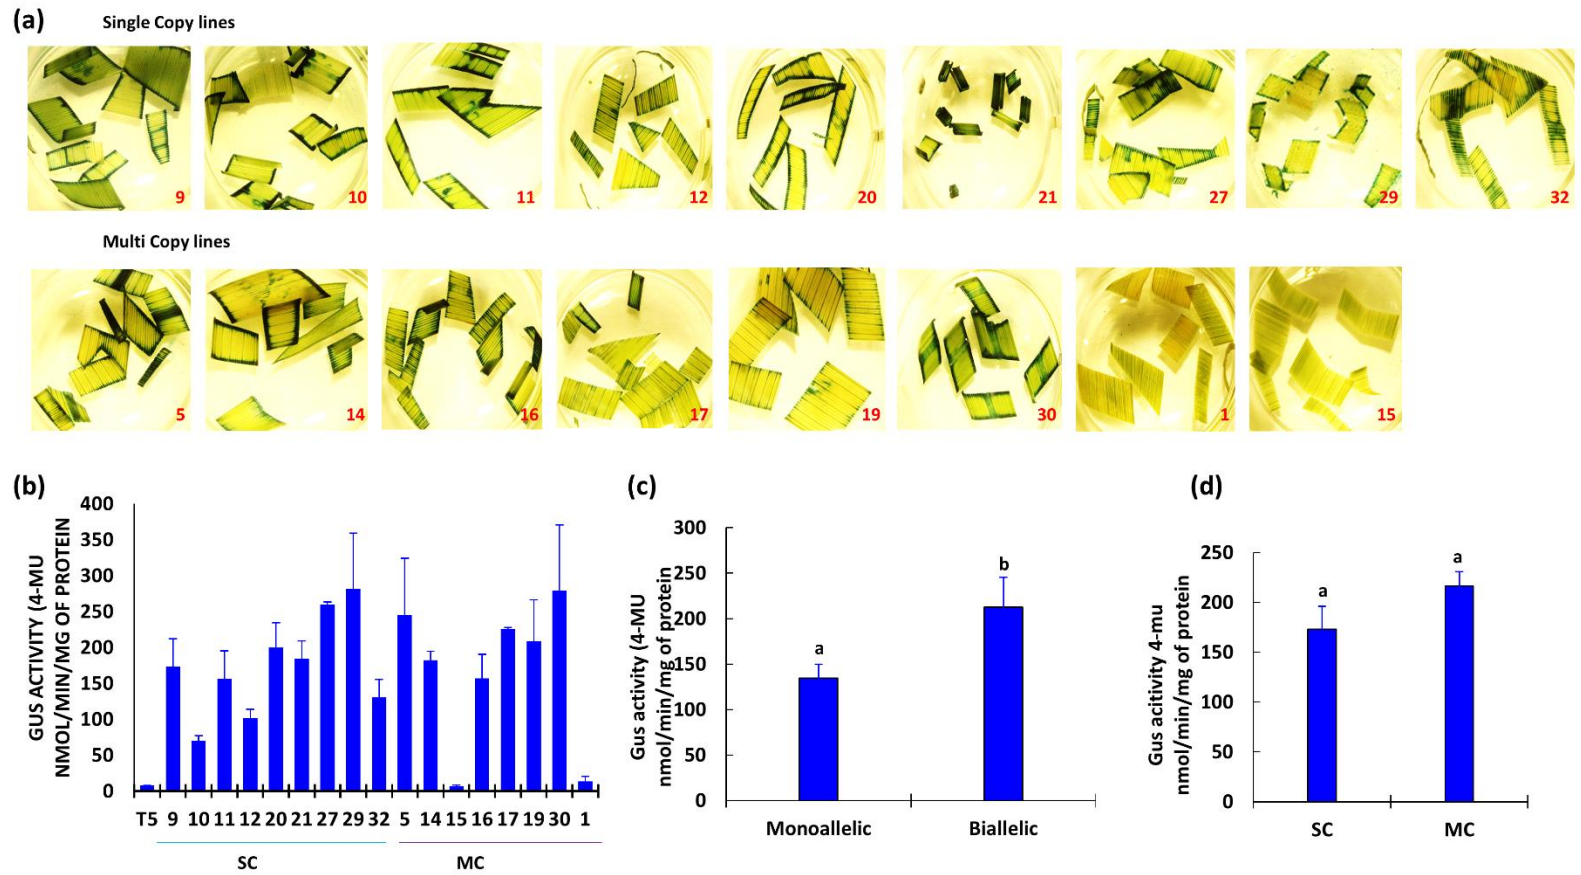 (a)
Single Copy lines
9 10 11 12 20 21 27 29 32
Multi Copy lines
5 14 16 17 19 30 1 15
(b)
GUS ACTIVITY (4-MU
NMOL/MIN/MG OF PROTEIN
400
350
300
250
200
150
100
50
0
T5 9 10 11 12 20 21 27 29 32 5 14 15 16 17 19 30 1
SC MC
(c)
Gus activity (4-MU
nmol/min/mg of protein
300
250
200
150
100
50
0
a
b
Monoallelic Biallelic
(d)
Gus acitivity 4-mu
nmol/min/mg of protein
250
200
150
100
50
0
a
a
SC MC